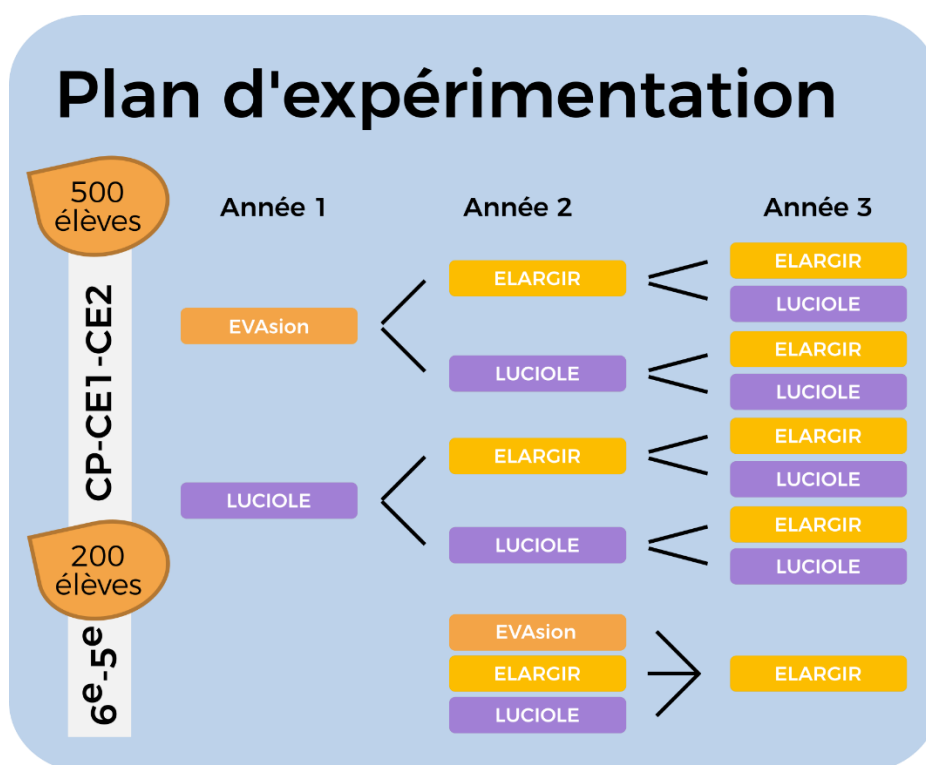 Plan d'expérimentation
500
élèves
Année 1
Année 2
Année 3
CP-CE1-CE2
EVAsion
ELARGIR
ELARGIR
LUCIOLE
LUCIOLE
ELARGIR
LUCIOLE
LUCIOLE
ELARGIR
ELARGIR
LUCIOLE
LUCIOLE
ELARGIR
LUCIOLE
200
élèves
6e-5e
EVAsion
ELARGIR
LUCIOLE
ELARGIR